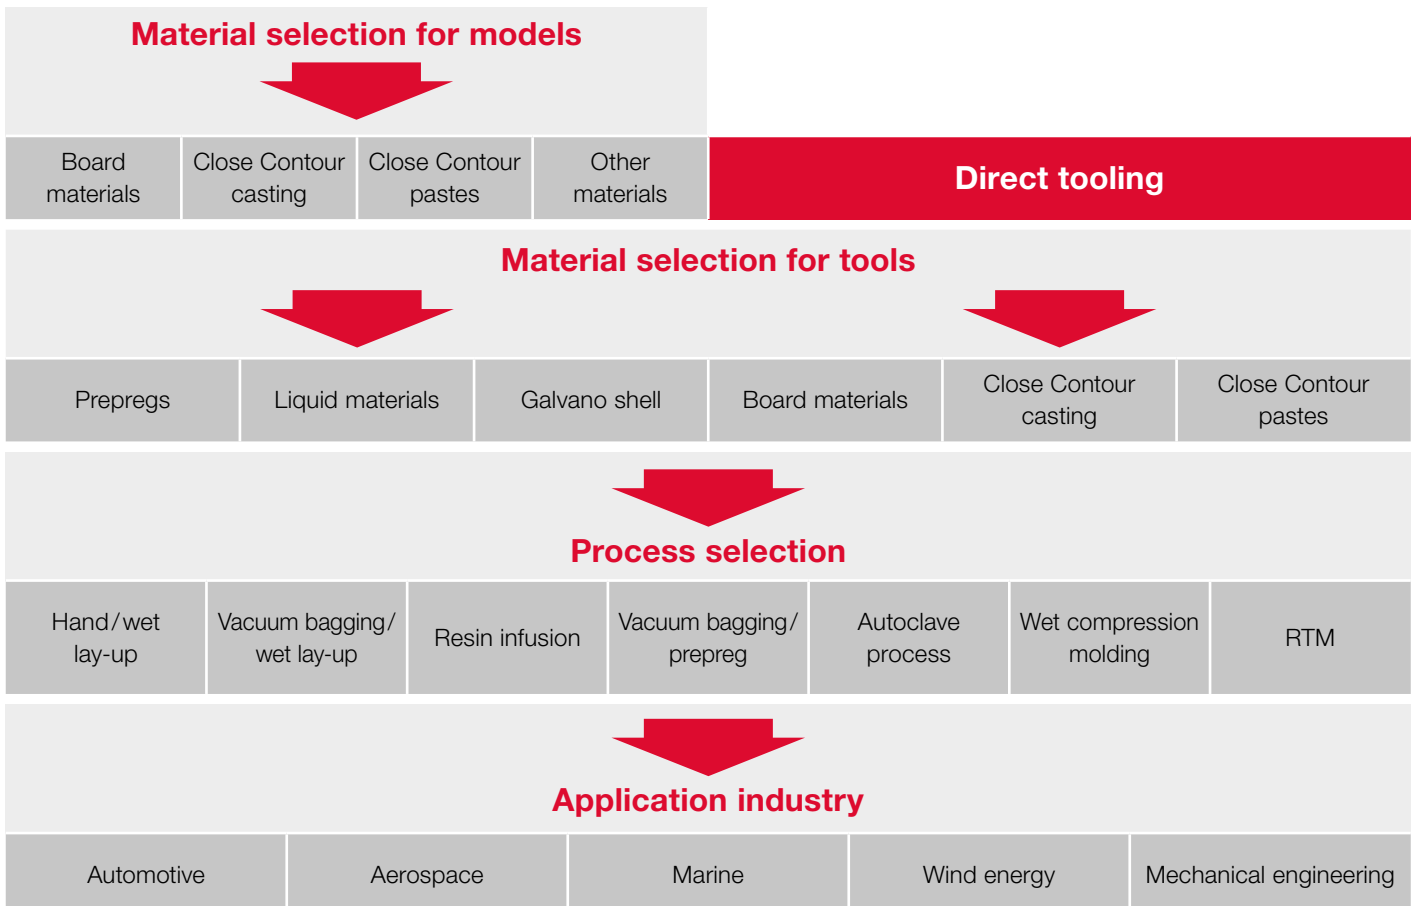 Material selection for models
Board
materials
Close Contour
casting
Close Contour
pastes
Other
materials
Direct tooling
Material selection for tools
Prepregs
Liquid materials
Galvano shell
Board materials
Close Contour
casting
Close Contour
pastes
Process selection
Hand/wet
lay-up
Vacuum bagging/
wet lay-up
Resin infusion
Vacuum bagging/
prepreg
Autoclave
process
Wet compression
molding
RTM
Application industry
Automotive
Aerospace
Marine
Wind energy
Mechanical engineering